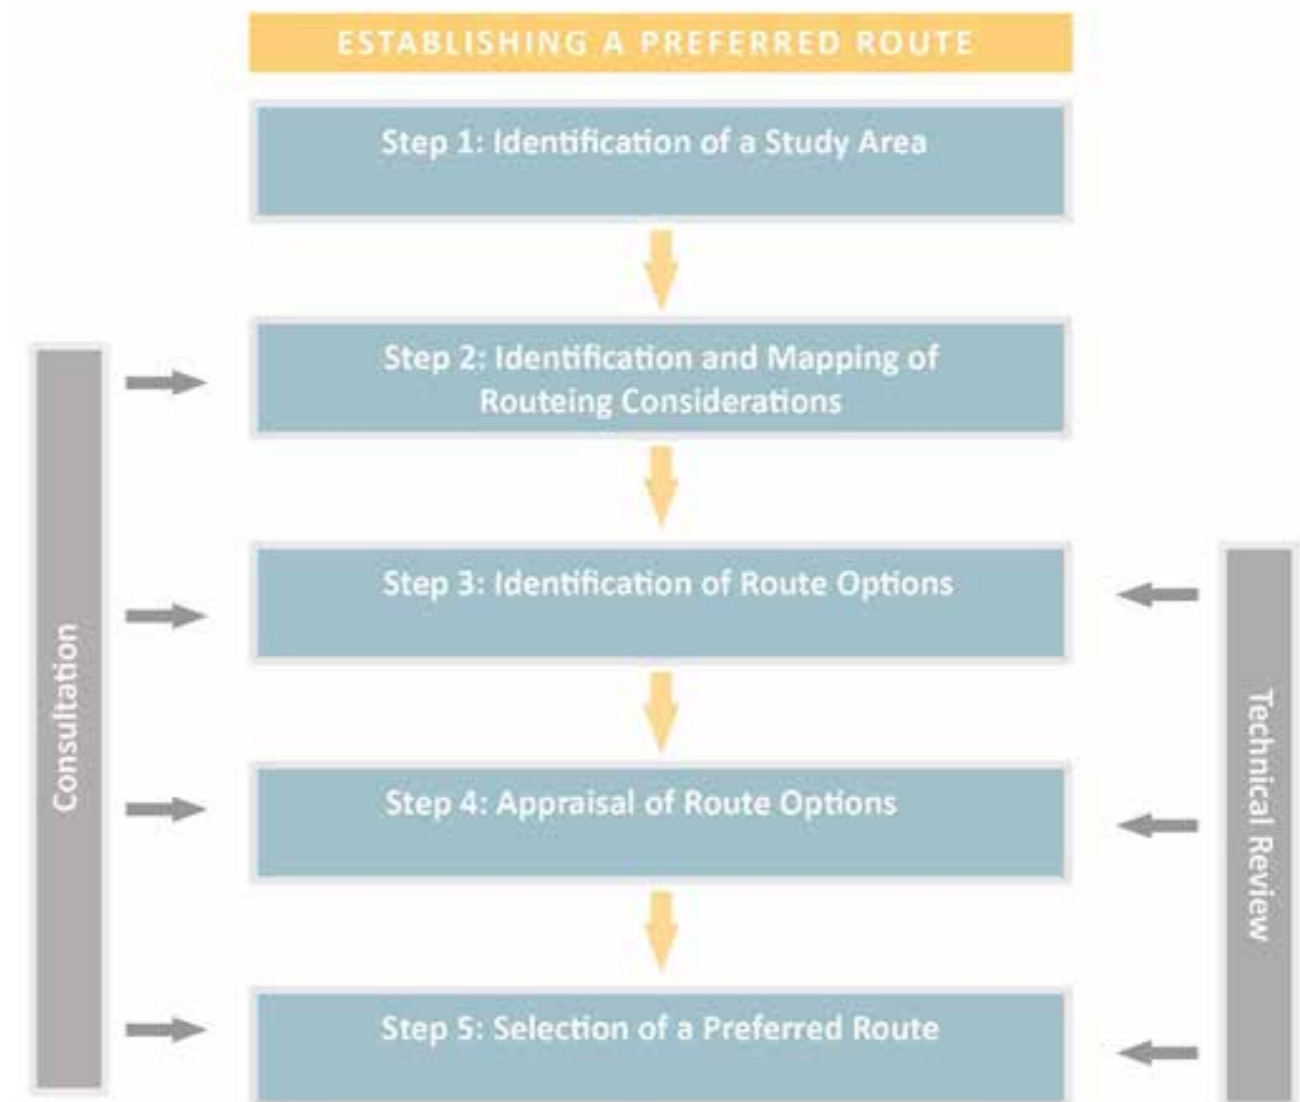 ESTABLISHING A PREFERRED ROUTE
Step 1: Identification of a Study Area
Step 2: Identification and Mapping of
Routeing Considerations
Step 3: Identification of Route Options
Step 4: Appraisal of Route Options
Step 5: Selection of a Preferred Route
Consultation
Technical Review